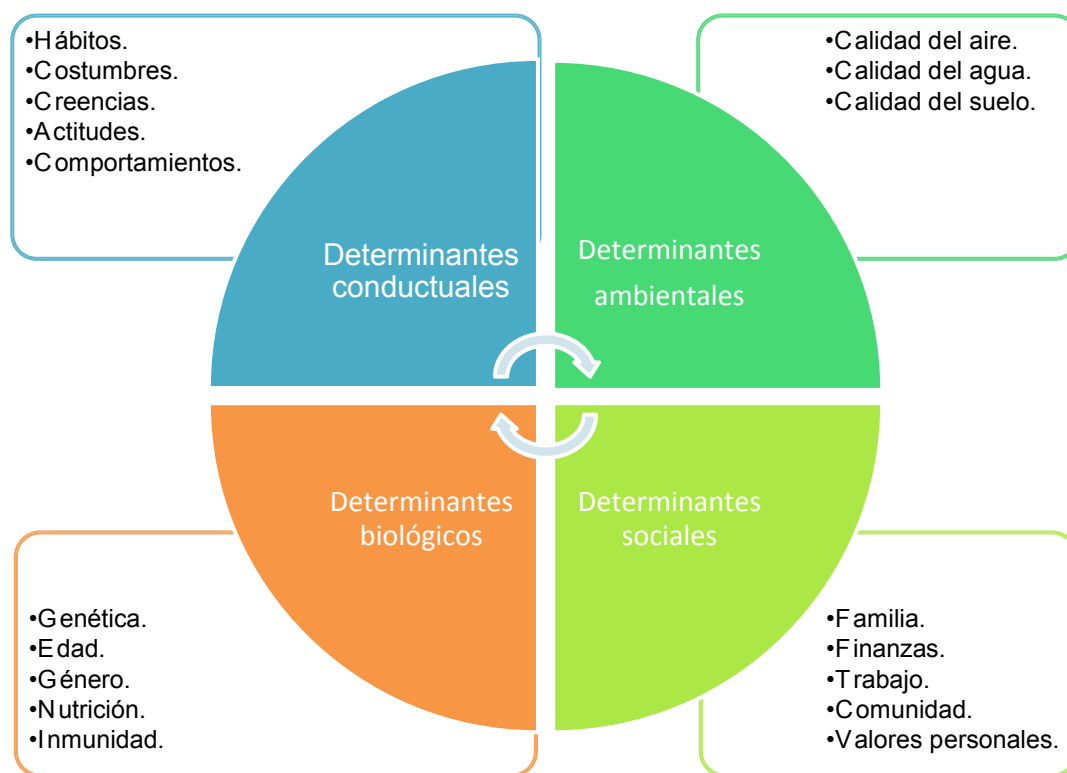 •Hábitos.
•Costumbres.
•Creencias.
•Actitudes.
•Comportamientos.
•Calidad del aire.
•Calidad del agua.
•Calidad del suelo.
Determinantes
conductuales
Determinantes
ambientales
Determinantes
biológicos
Determinantes
sociales
•Genética.
•Edad.
•Género.
•Nutrición.
•Inmunidad.
•Familia.
•Finanzas.
•Trabajo.
•Comunidad.
•Valores personales.